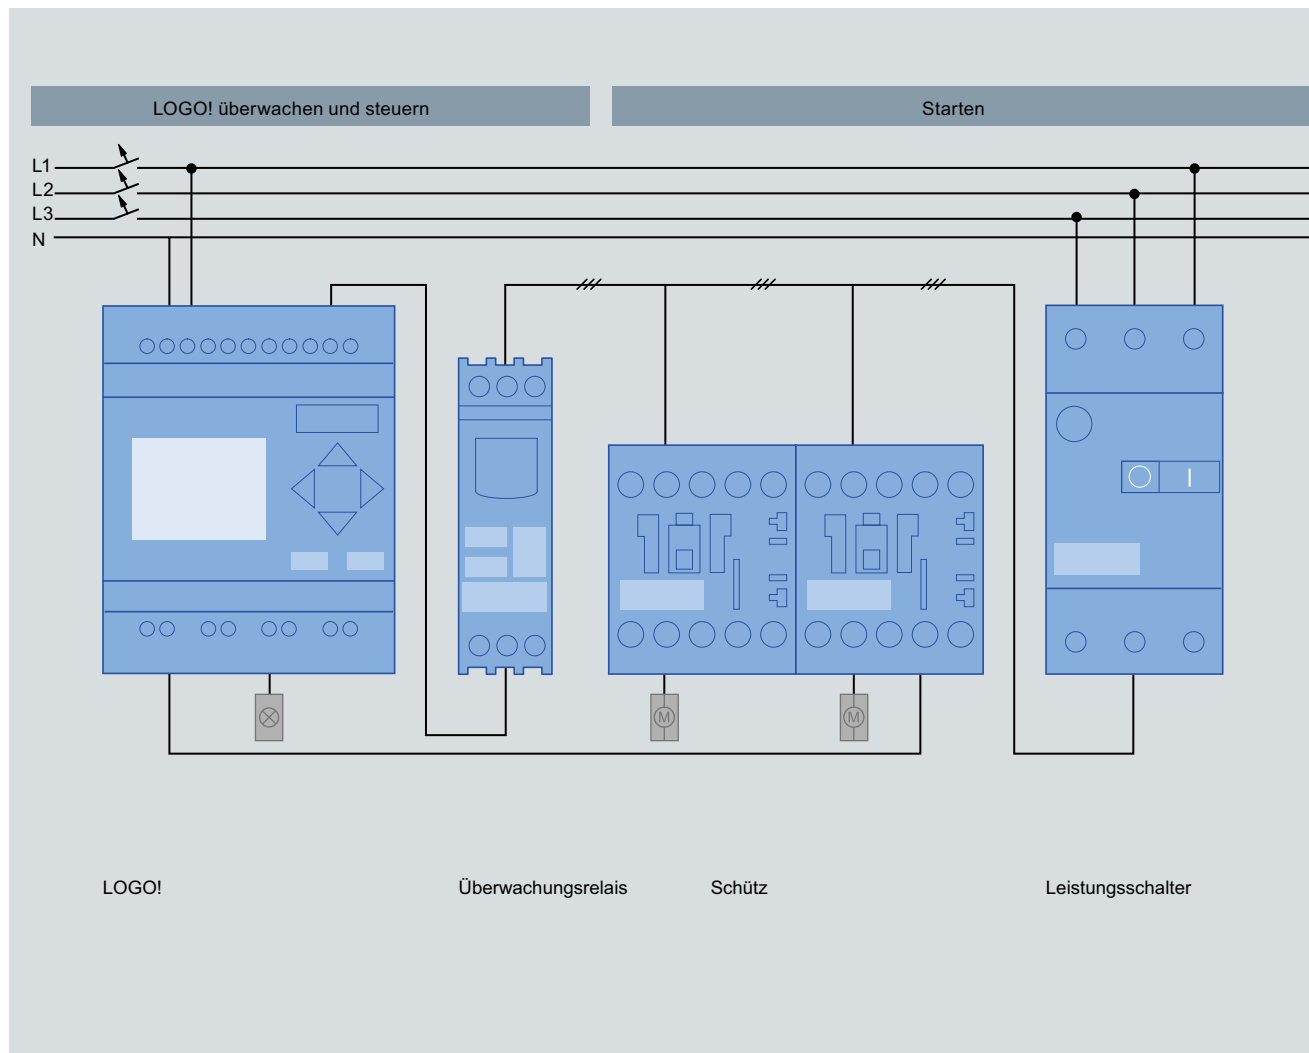 LOGO! überwachen und steuern
Starten
L1
L2
L3
N
M
M
LOGO!
Überwachungsrelais
Schütz
Leistungsschalter